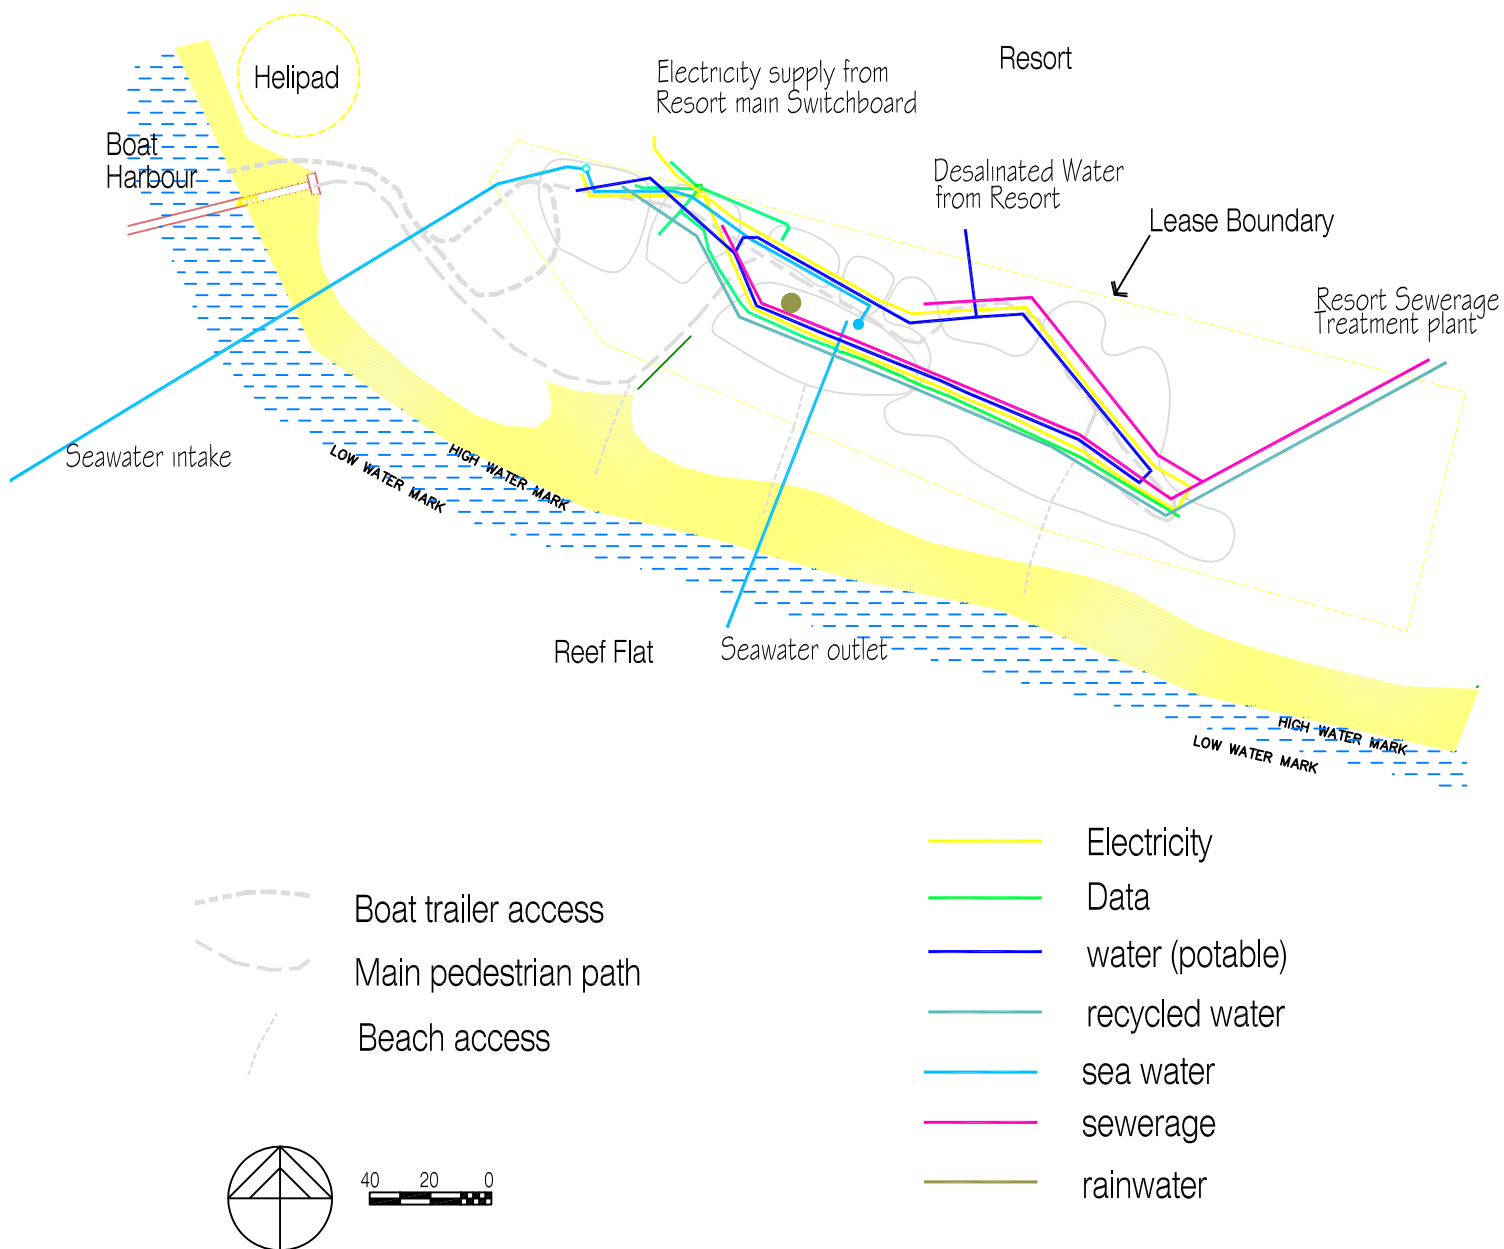 Helipad
Resort
Electricity supply from
Resort main Switchboard
Boat
Harbour
Desalinated Water
from Resort
Lease Boundary
Resort Sewerage
Treatment plant
Seawater intake
LOW WATER MARK
HIGH WATER MARK
Reef Flat
Seawater outlet
HIGH WATER MARK
LOW WATER MARK
Boat trailer access
Main pedestrian path
Beach access
Electricity
Data
water (potable)
recycled water
sea water
sewerage
rainwater
40 20 0